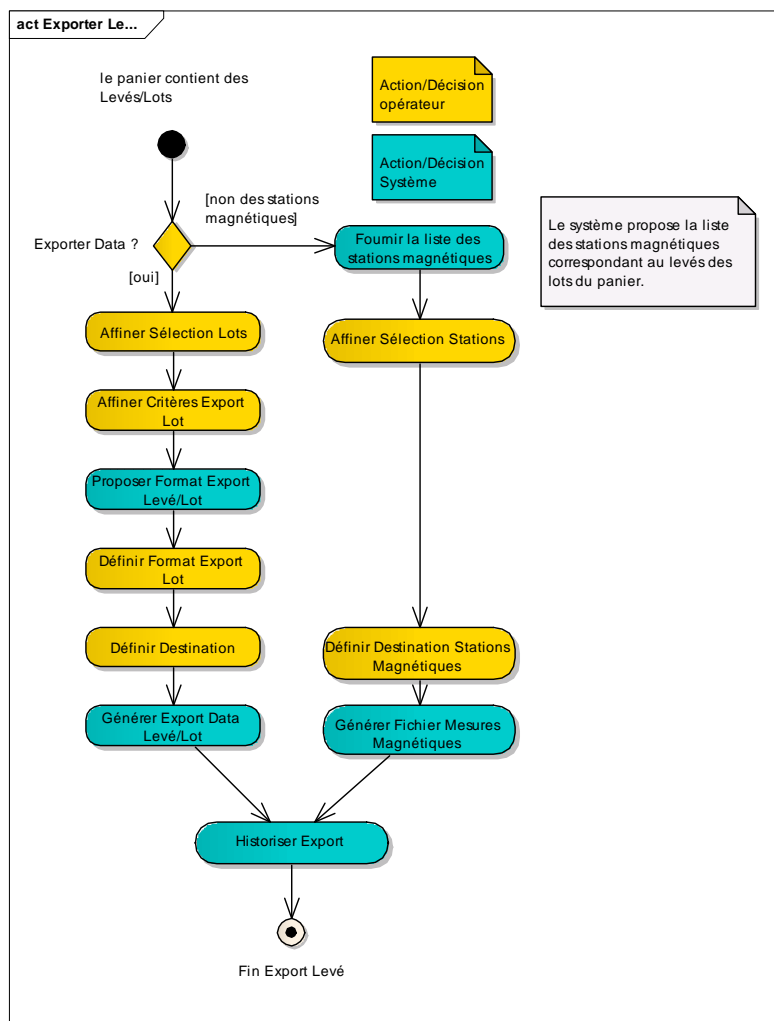 act Exporter Le...
le panier contient des
Levés/Lots
Action/Décision
opérateur
Action/Décision
Système
[non des stations
magnétiques]
Exporter Data ?
[oui]
Fournir la liste des
stations magnétiques
Le système propose la liste
des stations magnétiques
correspondant au levés des
lots du panier.
Affiner Sélection Lots
Affiner Sélection Stations
Affiner Critères Export
Lot
Proposer Format Export
Levé/Lot
Définir Format Export
Lot
Définir Destination
Définir Destination Stations
Magnétiques
Générer Export Data
Levé/Lot
Générer Fichier Mesures
Magnétiques
Historiser Export
Fin Export Levé